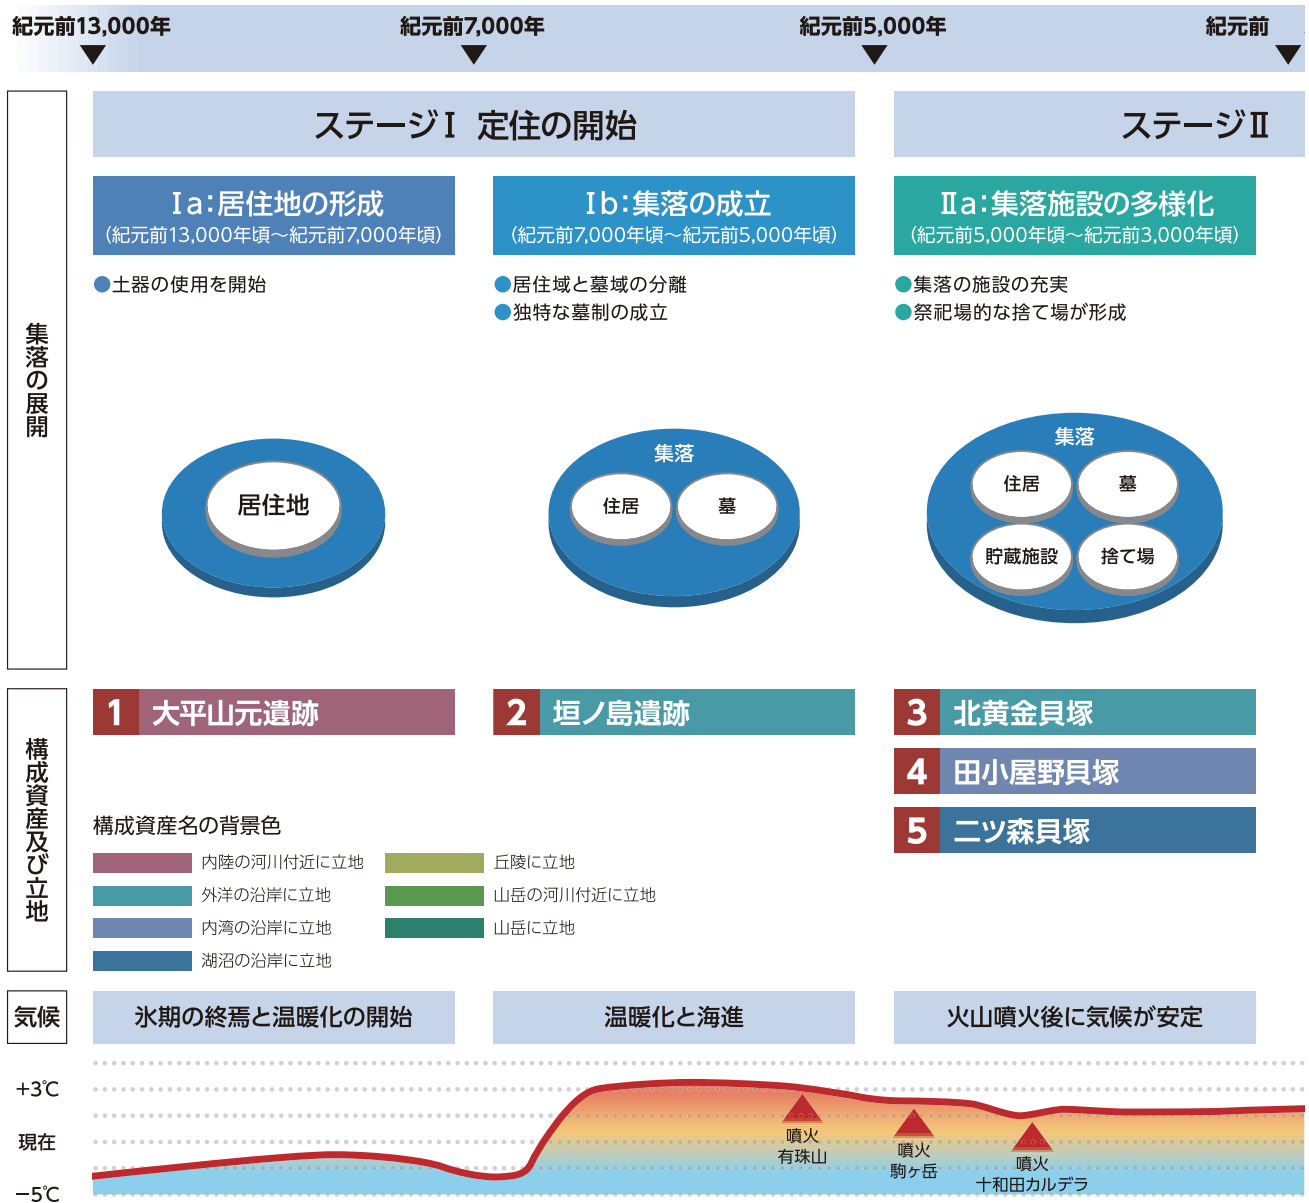 紀元前13,000年
紀元前7,000年
紀元前5,000年
紀元前
集落の展開
ステージⅠ 定住の開始
ステージⅡ
Ⅰa:居住地の形成
(紀元前13,000年頃〜紀元前7,000年頃)
Ⅰb:集落の成立
(紀元前7,000年頃〜紀元前5,000年頃)
Ⅱa:集落施設の多様化
(紀元前5,000年頃〜紀元前3,000年頃)
●土器の使用を開始
●居住域と墓域の分離
●独特な墓制の成立
●集落の施設の充実
●祭祀場的な捨て場が形成
居住地
集落
住居
墓
集落
住居
墓
貯蔵施設
捨て場
構成資産及び立地
1 大平山元遺跡
2 垣ノ島遺跡
3 北黄金貝塚
4 田小屋野貝塚
5 二ツ森貝塚
構成資産名の背景色
内陸の河川付近に立地
外洋の沿岸に立地
内湾の沿岸に立地
湖沼の沿岸に立地
丘陵に立地
山岳の河川付近に立地
山岳に立地
気候
氷期の終焉と温暖化の開始
温暖化と海進
火山噴火後に気候が安定
+3℃
現在
−5℃
噴火
有珠山
噴火
駒ヶ岳
噴火
十和田カルデラ